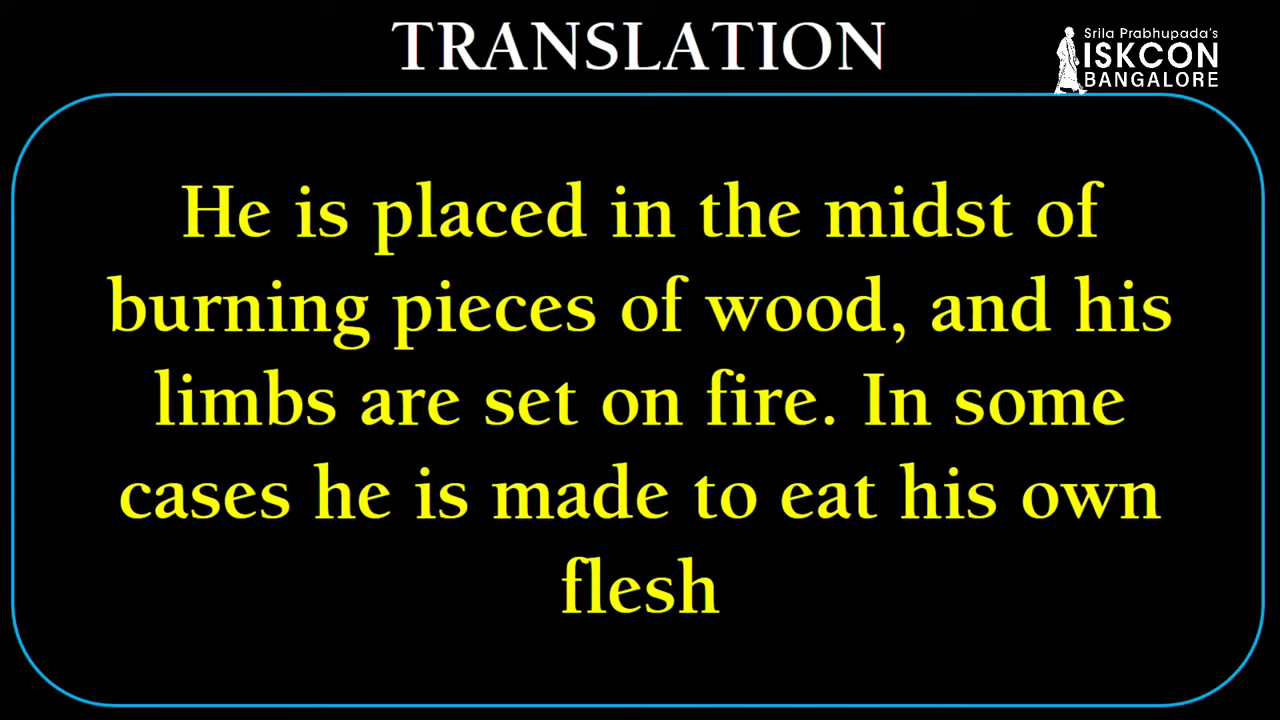 TRANSLATION
Srila Prabhupada's
ISKCON
BANGALORE
He is placed in the midst of
burning pieces of wood, and his
limbs are set on fire. In some
cases he is made to eat his own
flesh